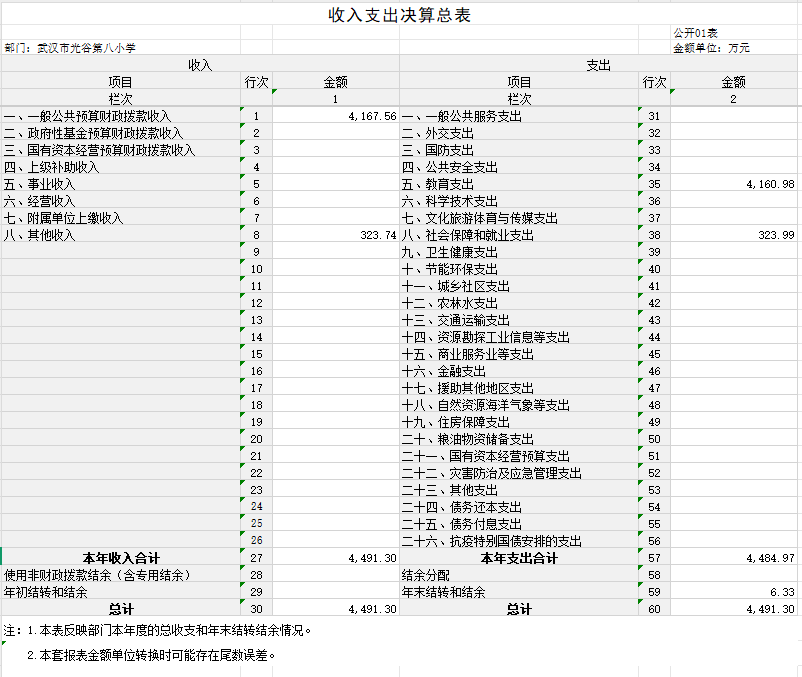 收入支出决算总表
公开01表
部门：武汉市光谷第八小学 金额单位：万元
收入 支出
项目 行次 金额 项目 行次 金额
栏次 1 栏次 2
一、一般公共预算财政拨款收入 1 4,167.56 一、一般公共服务支出 31
二、政府性基金预算财政拨款收入 2 二、外交支出 32
三、国有资本经营预算财政拨款收入 3 三、国防支出 33
四、上级补助收入 4 四、公共安全支出 34
五、事业收入 5 五、教育支出 35 4,160.98
六、经营收入 6 六、科学技术支出 36
七、附属单位上缴收入 7 七、文化旅游体育与传媒支出 37
八、其他收入 8 323.74 八、社会保障和就业支出 38 323.99
9 九、卫生健康支出 39
10 十、节能环保支出 40
11 十一、城乡社区支出 41
12 十二、农林水支出 42
13 十三、交通运输支出 43
14 十四、资源勘探工业信息等支出 44
15 十五、商业服务业等支出 45
16 十六、金融支出 46
17 十七、援助其他地区支出 47
18 十八、自然资源海洋气象等支出 48
19 十九、住房保障支出 49
20 二十、粮油物资储备支出 50
21 二十一、国有资本经营预算支出 51
22 二十二、灾害防治及应急管理支出 52
23 二十三、其他支出 53
24 二十四、债务还本支出 54
25 二十五、债务付息支出 55
26 二十六、抗疫特别国债安排的支出 56
本年收入合计 27 4,491.30 本年支出合计 57 4,484.97
使用非财政拨款结余（含专用结余） 28 结余分配 58
年初结转和结余 29 年末结转和结余 59 6.33
总计 30 4,491.30 总计 60 4,491.30
注：1.本表反映部门本年度的总收支和年末结转结余情况。
2.本套报表金额单位转换时可能存在尾数误差。